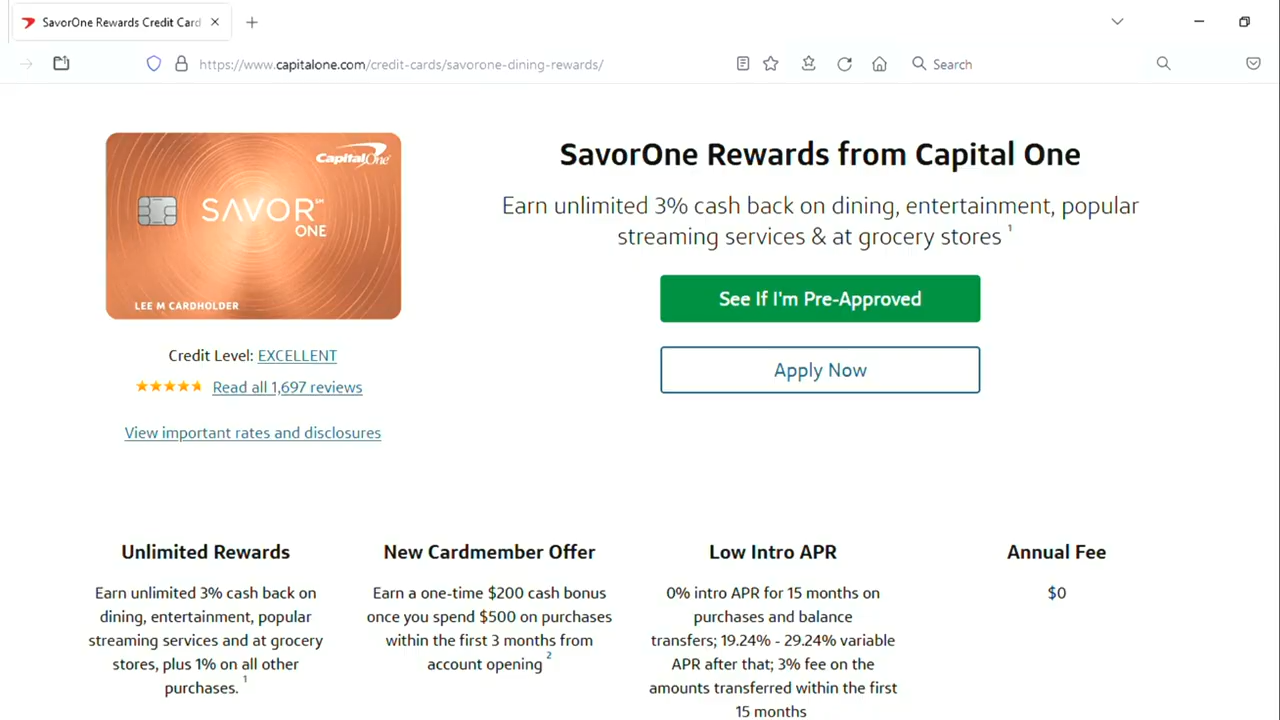 SavorOne Rewards Credit Card
https://www.capitalone.com/credit-cards/savorone-dining-rewards/
Search
Capital One
SAVOR℠
ONE
LEE M CARDHOLDER
Credit Level: EXCELLENT
Read all 1,697 reviews
View important rates and disclosures
SavorOne Rewards from Capital One
Earn unlimited 3% cash back on dining, entertainment, popular
streaming services & at grocery stores 1
See If I'm Pre-Approved
Apply Now
Unlimited Rewards
Earn unlimited 3% cash back on
dining, entertainment, popular
streaming services and at grocery
stores, plus 1% on all other
purchases. 1
New Cardmember Offer
Earn a one-time $200 cash bonus
once you spend $500 on purchases
within the first 3 months from
account opening 2
Low Intro APR
0% intro APR for 15 months on
purchases and balance
transfers; 19.24% - 29.24% variable
APR after that; 3% fee on the
amounts transferred within the first
15 months
Annual Fee
$0